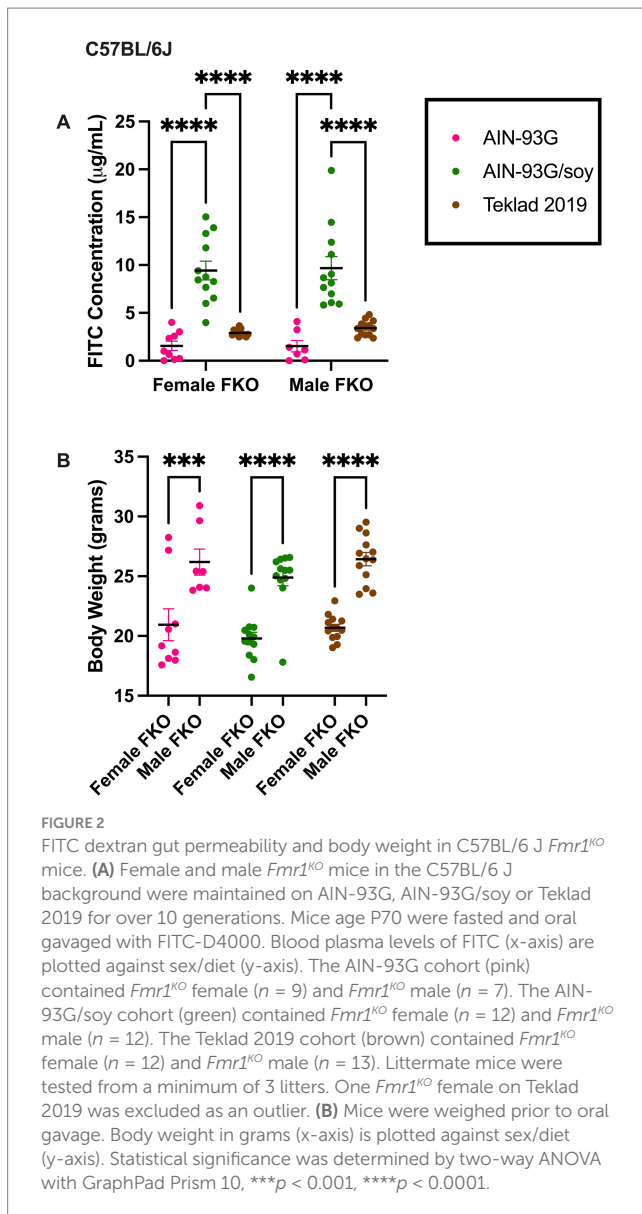 C57BL/6J
**** ****
A **** ****
FITC Concentration (μg/mL)
25
20
15
10
5
0
Female FKO Male FKO
AIN-93G
AIN-93G/soy
Teklad 2019
B *** **** ****
Body Weight (grams)
35
30
25
20
15
Female FKO
Male FKO
Female FKO
Male FKO
Female FKO
Male FKO
FIGURE 2
FITC dextran gut permeability and body weight in C57BL/6 J Fmr1KO
mice. (A) Female and male Fmr1KO mice in the C57BL/6 J
background were maintained on AIN-93G, AIN-93G/soy or Teklad
2019 for over 10 generations. Mice age P70 were fasted and oral
gavaged with FITC-D4000. Blood plasma levels of FITC (x-axis) are
plotted against sex/diet (y-axis). The AIN-93G cohort (pink)
contained Fmr1KO female (n = 9) and Fmr1KO male (n = 7). The AIN-
93G/soy cohort (green) contained Fmr1KO female (n = 12) and Fmr1KO
male (n = 12). The Teklad 2019 cohort (brown) contained Fmr1KO
female (n = 12) and Fmr1KO male (n = 13). Littermate mice were
tested from a minimum of 3 litters. One Fmr1KO female on Teklad
2019 was excluded as an outlier. (B) Mice were weighed prior to oral
gavage. Body weight in grams (x-axis) is plotted against sex/diet
(y-axis). Statistical significance was determined by two-way ANOVA
with GraphPad Prism 10, ***p < 0.001, ****p < 0.0001.